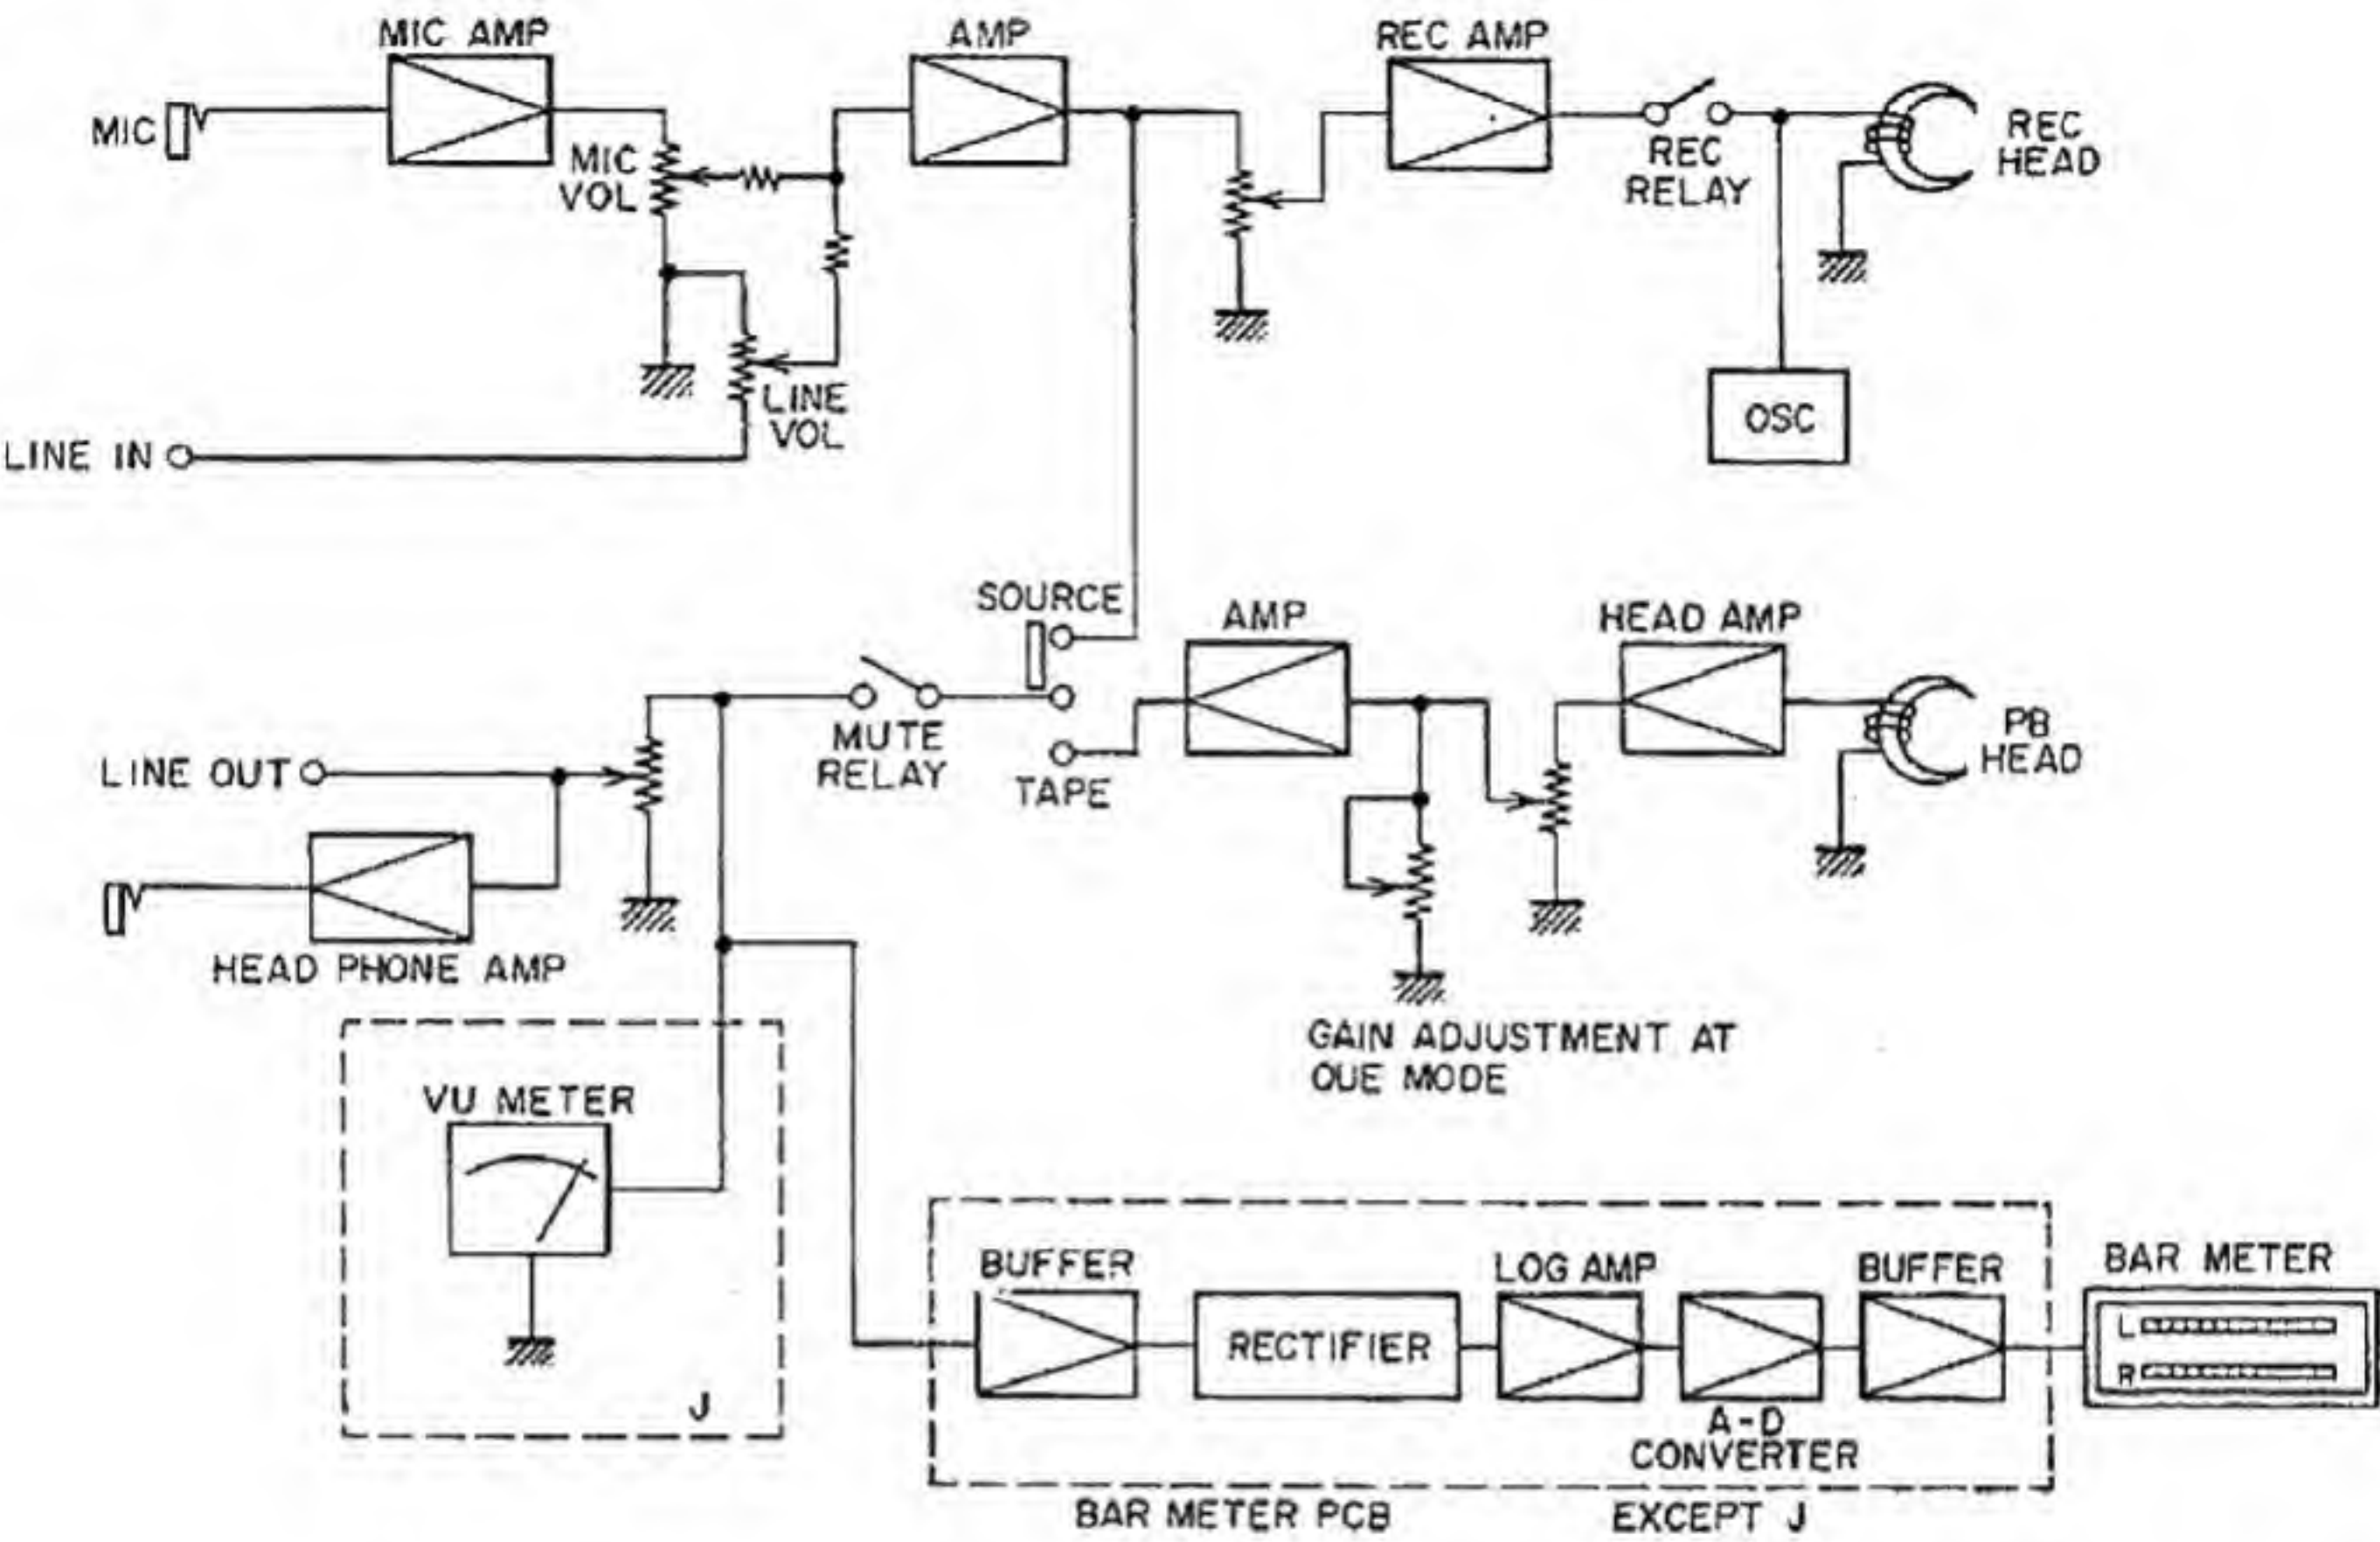 MIC AMP
AMP
REC AMP
MIC
MIC
VOL
REC
RELAY
REC
HEAD
LINE
VOL
LINE IN
OSC
SOURCE
AMP
HEAD AMP
MUTE
RELAY
TAPE
PB
HEAD
LINE OUT
HEAD PHONE AMP
GAIN ADJUSTMENT AT
OUE MODE
VU METER
J
BUFFER
RECTIFIER
LOG AMP
A-D
CONVERTER
BUFFER
BAR METER
L
R
BAR METER PCB
EXCEPT J